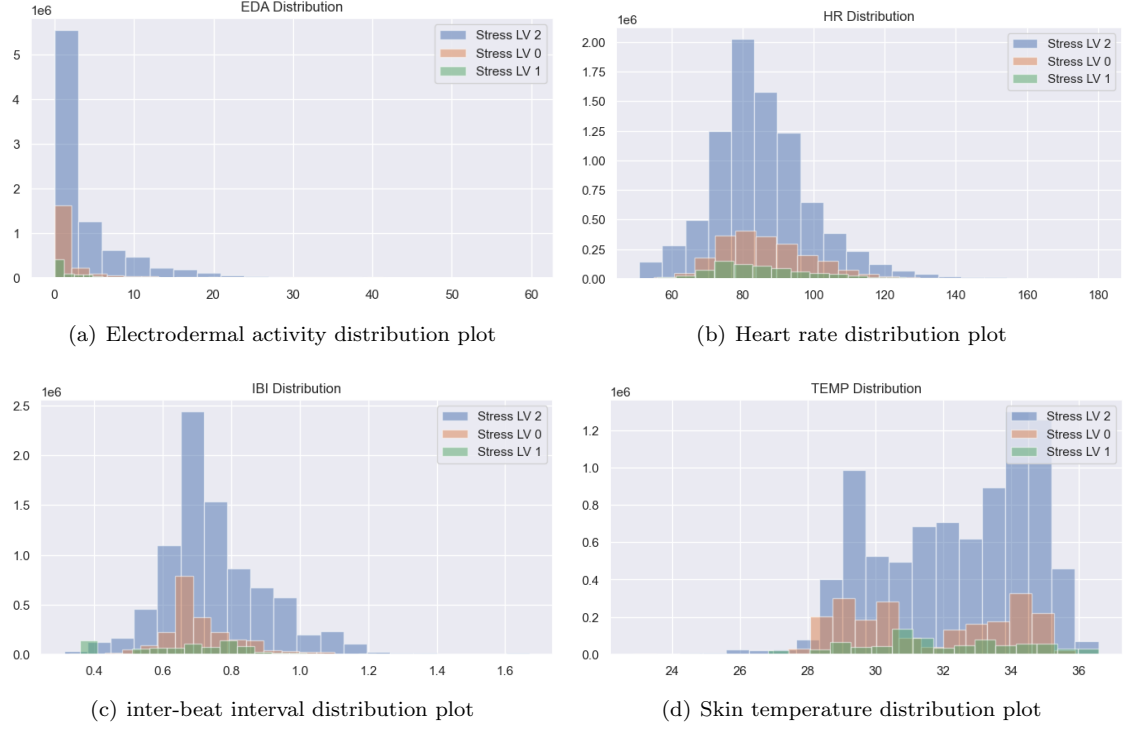 EDA Distribution
1e6
Stress LV 2
Stress LV 0
Stress LV 1
5
4
3
2
1
0
0 10 20 30 40 50 60
(a) Electrodermal activity distribution plot
HR Distribution
1e6
Stress LV 2
Stress LV 0
Stress LV 1
2.00
1.75
1.50
1.25
1.00
0.75
0.50
0.25
0.00
60 80 100 120 140 160 180
(b) Heart rate distribution plot
IBI Distribution
1e6
Stress LV 2
Stress LV 0
Stress LV 1
2.5
2.0
1.5
1.0
0.5
0.0
0.4 0.6 0.8 1.0 1.2 1.4 1.6
(c) inter-beat interval distribution plot
TEMP Distribution
1e6
Stress LV 2
Stress LV 0
Stress LV 1
1.2
1.0
0.8
0.6
0.4
0.2
0.0
24 26 28 30 32 34 36
(d) Skin temperature distribution plot